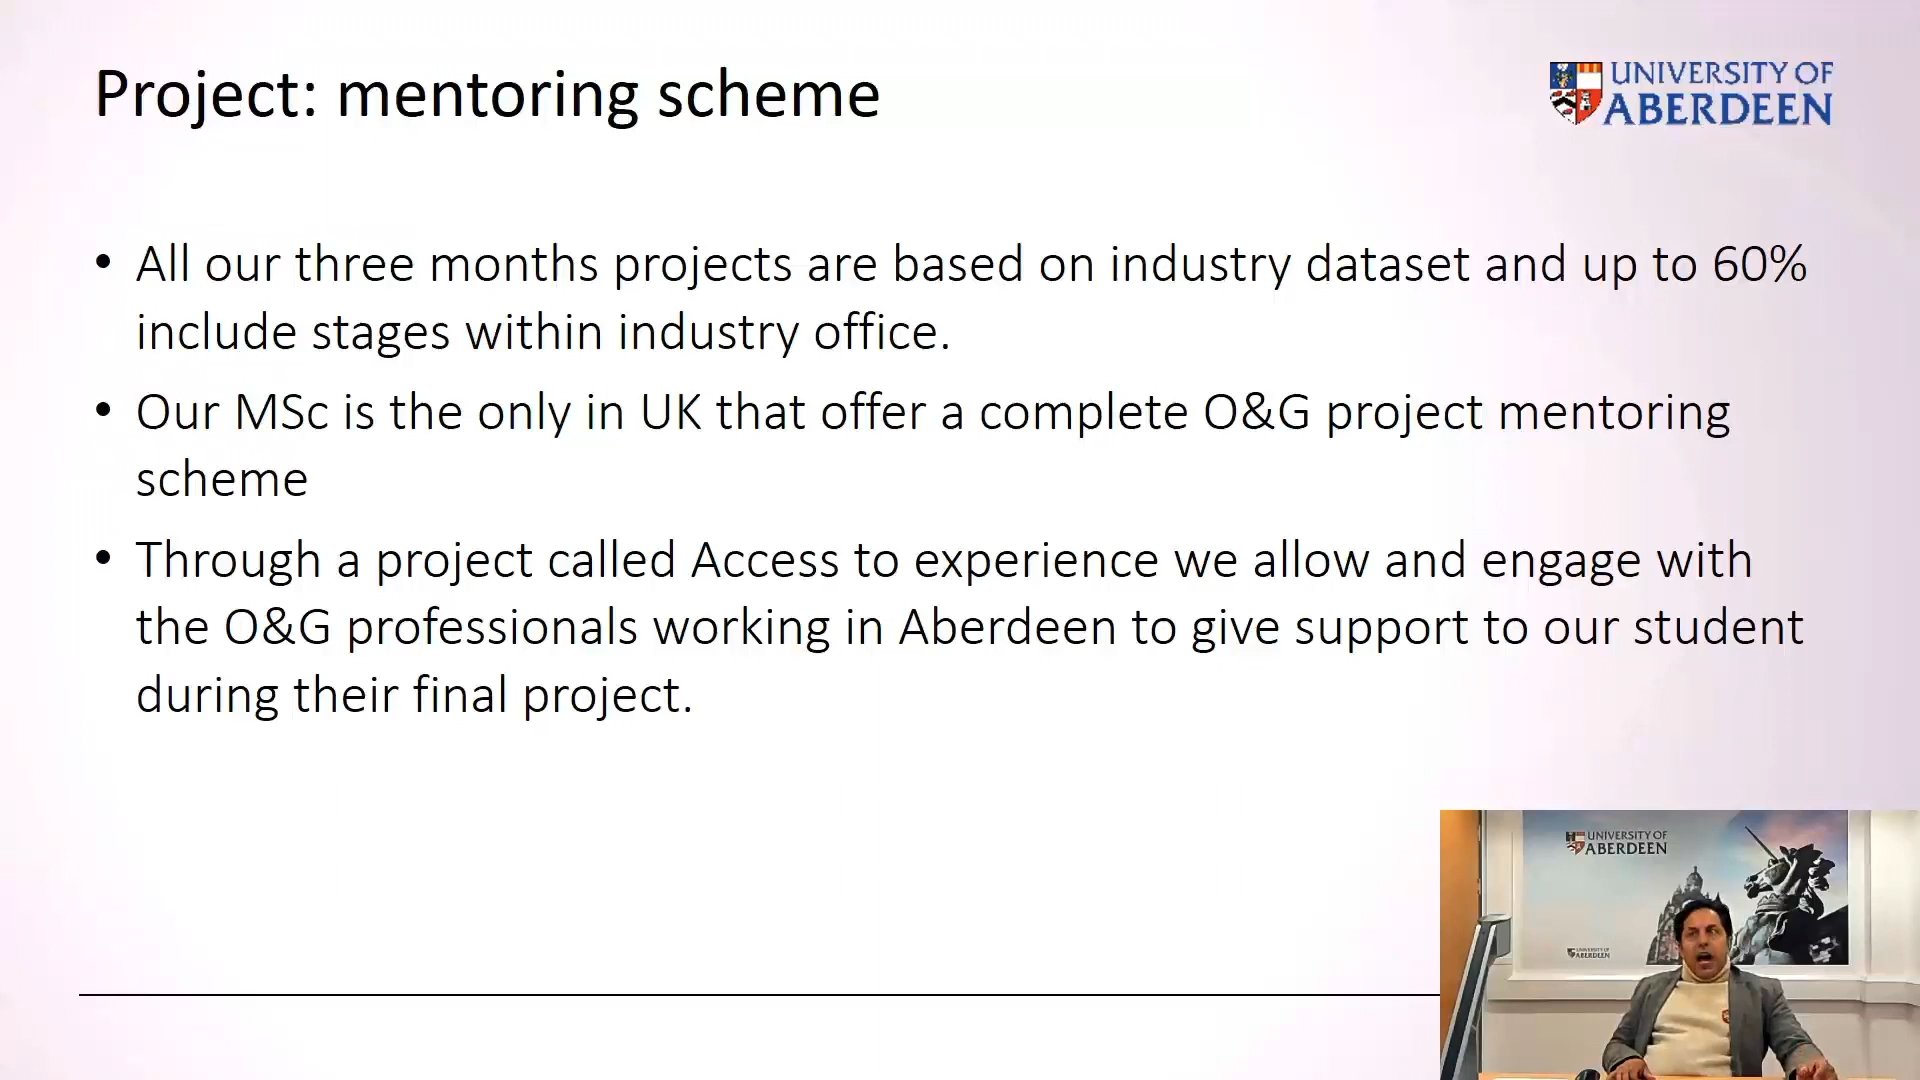 Project: mentoring scheme
UNIVERSITY OF
ABERDEEN
• All our three months projects are based on industry dataset and up to 60%
include stages within industry office.
• Our MSc is the only in UK that offer a complete O&G project mentoring
scheme
• Through a project called Access to experience we allow and engage with
the O&G professionals working in Aberdeen to give support to our student
during their final project.
UNIVERSITY OF
ABERDEEN
UNIVERSITY OF
ABERDEEN